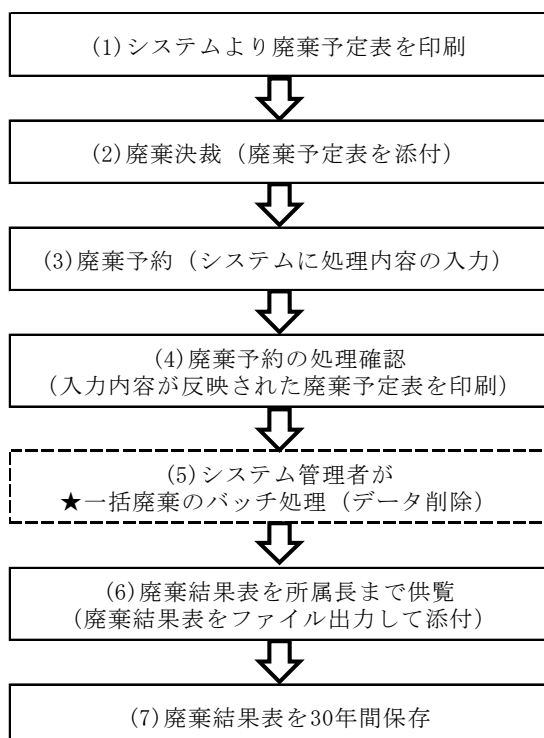 (1)システムより廃棄予定表を印刷
(2)廃棄決裁（廃棄予定表を添付）
(3)廃棄予約（システムに処理内容の入力）
(4)廃棄予約の処理確認
(入力内容が反映された廃棄予定表を印刷)
(5)システム管理者が
★一括廃棄のバッチ処理（データ削除）
(6)廃棄結果表を所属長まで供覧
(廃棄結果表をファイル出力して添付)
(7)廃棄結果表を30年間保存